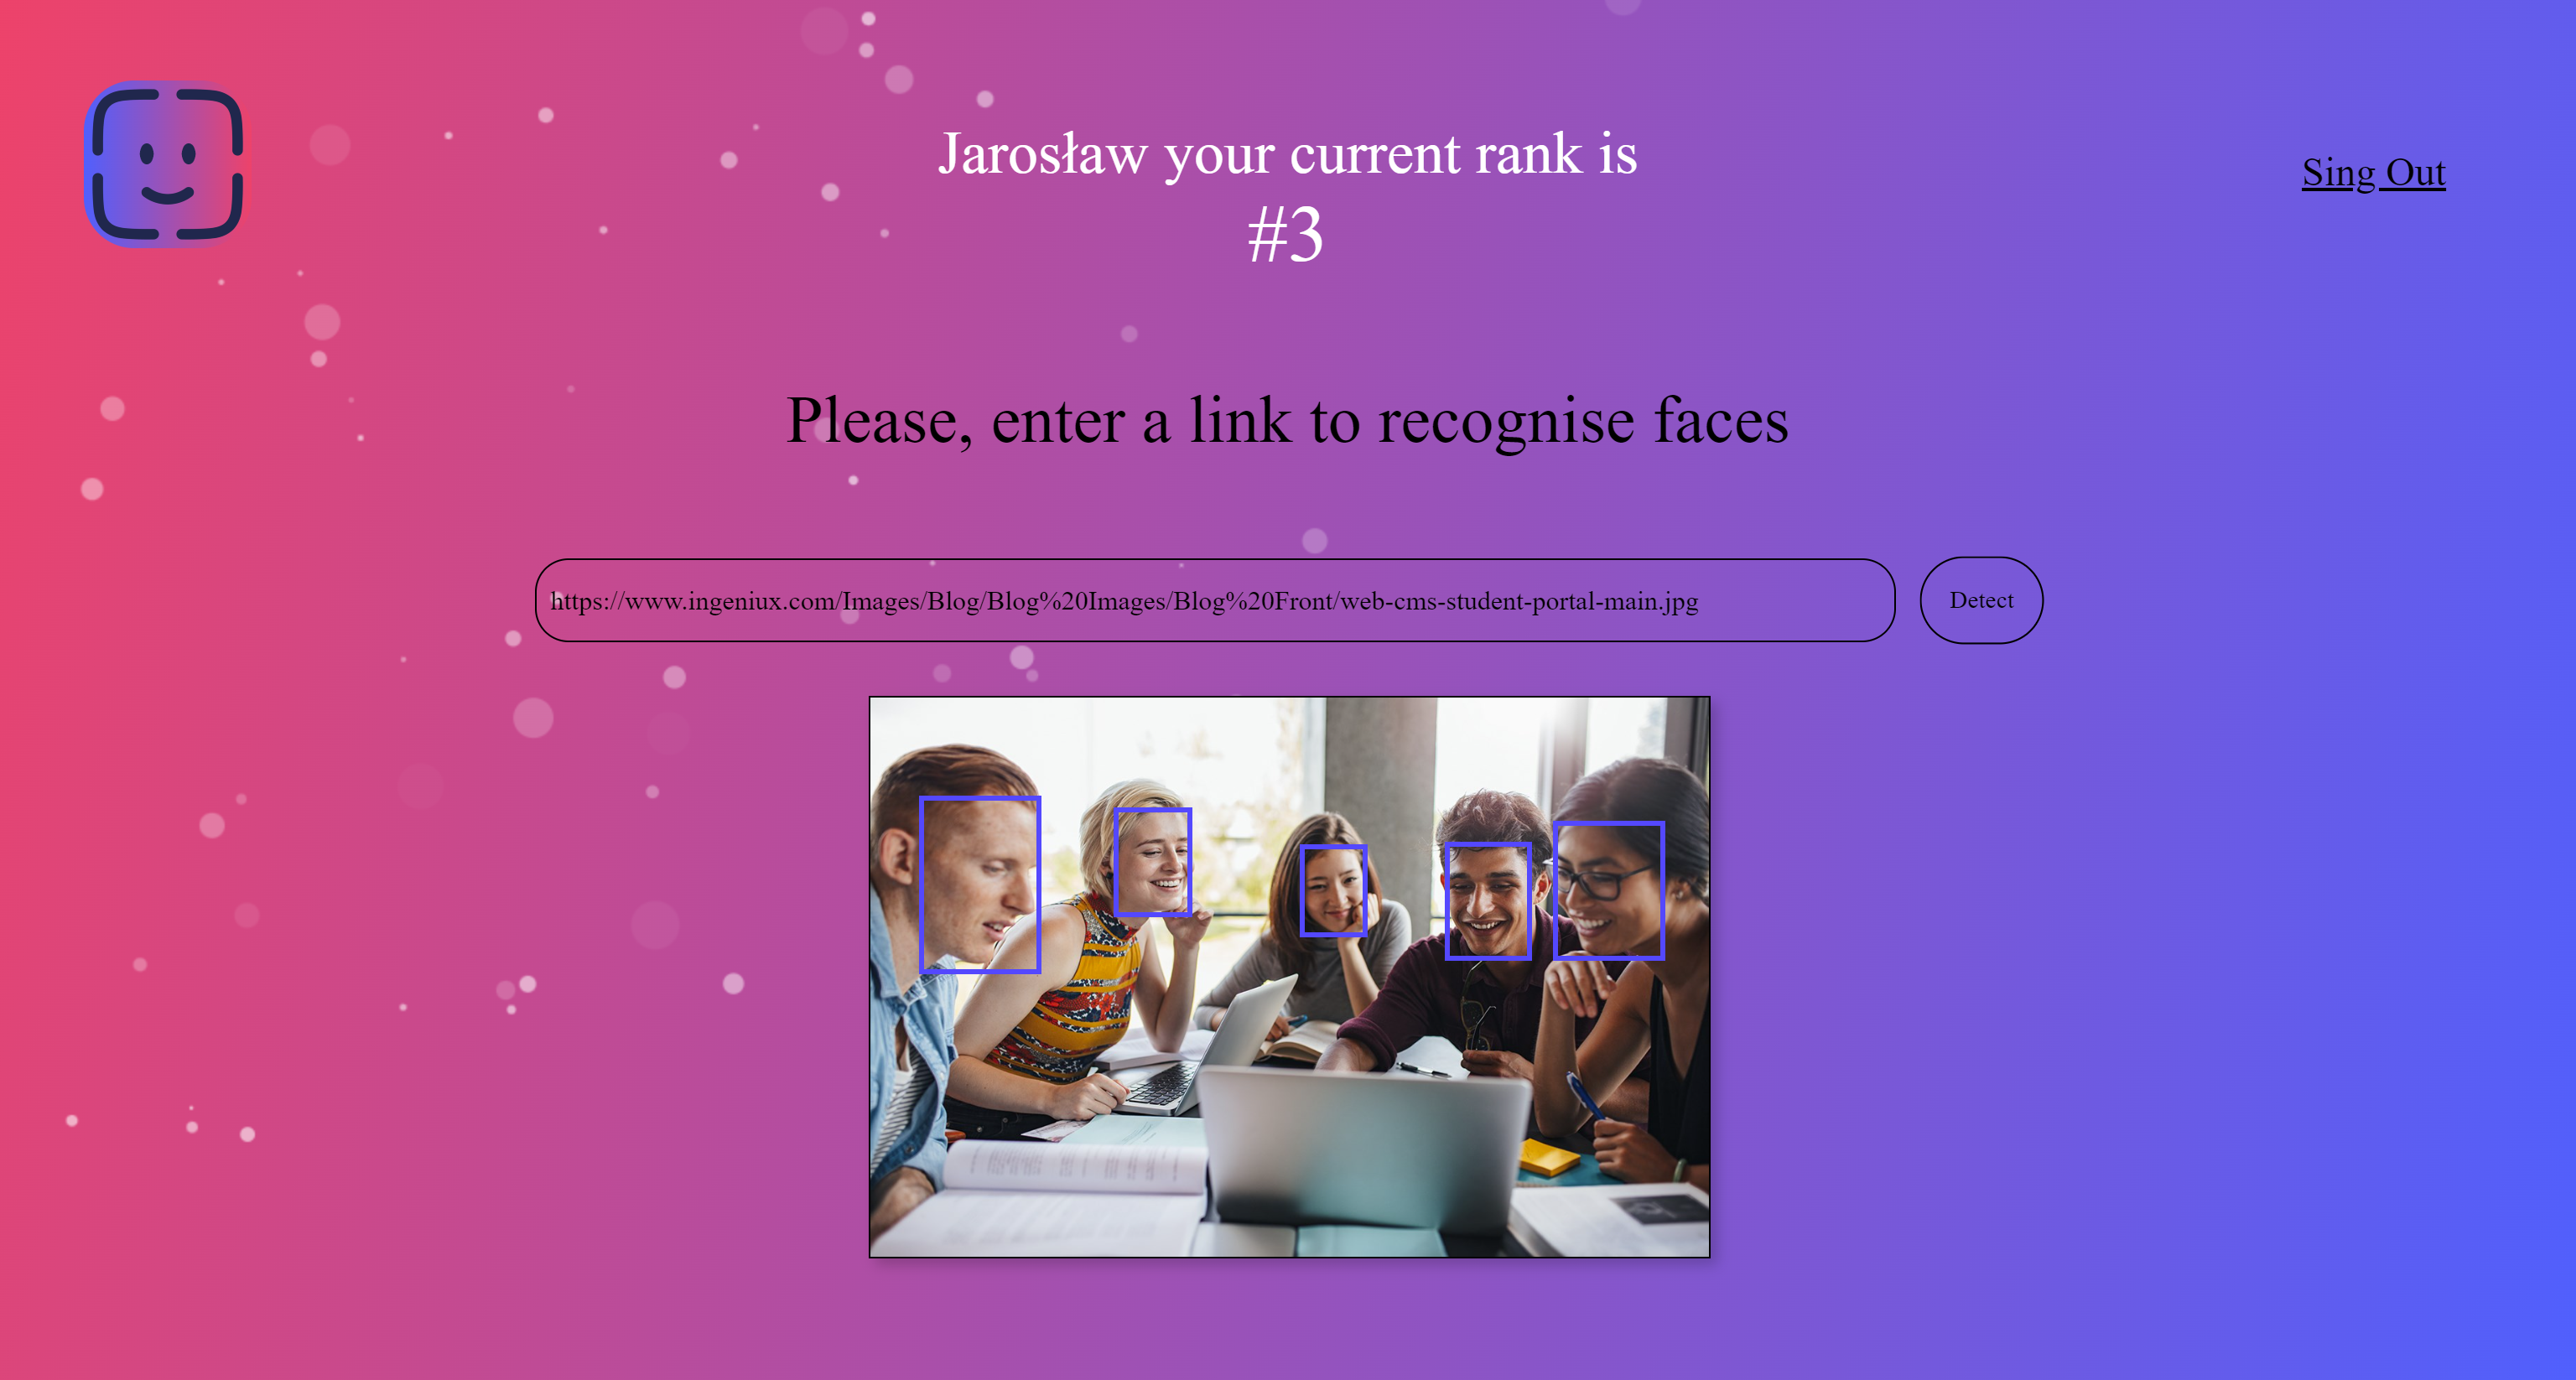 Jarosław your current rank is
#3
Sing Out
Please, enter a link to recognise faces
https://www.ingeniux.com/Images/Blog/Blog%20Images/Blog%20Front/web-cms-student-portal-main.jpg
Detect